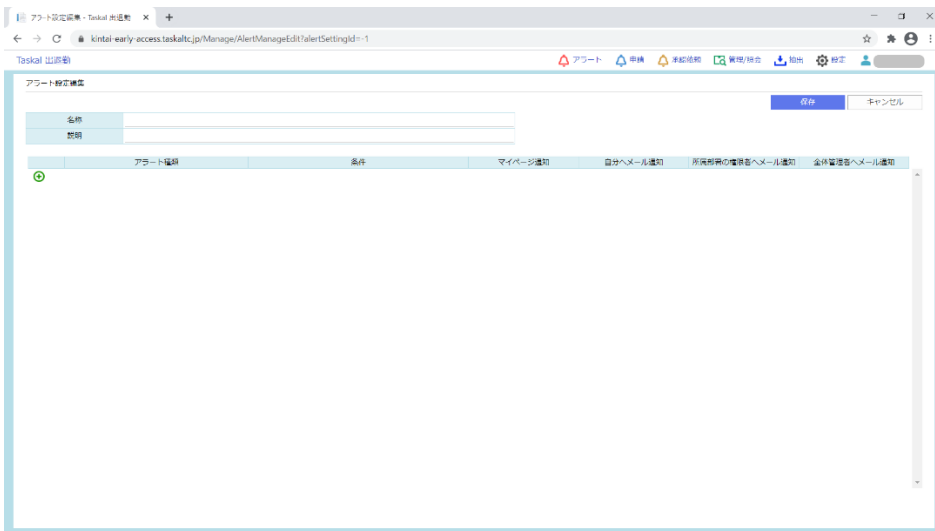 アラート設定編集 - Taskal 出退勤
kintai-early-access.taskaltc.jp/Manage/AlertManageEdit?alertSettingId=-1
Taskal 出退勤 アラート 申請 承認依頼 管理/総合 抽出 設定
アラート設定編集
保存 キャンセル
名称
説明
アラート種類 条件 マイページ通知 自分へメール通知 所属部署の権限者へメール通知 全体管理者へメール通知